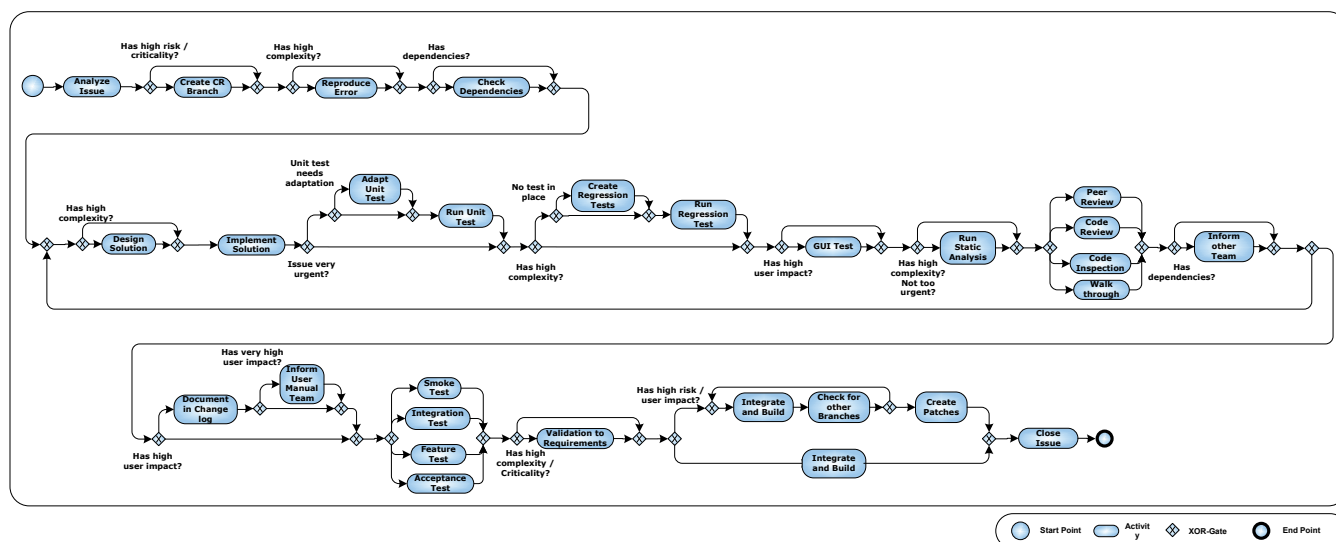 Has high risk /
criticality?
Has high
complexity?
Has
dependencies?
Analyze
Issue
Create CR
Branch
Reproduce
Error
Check
Dependencies
Unit test
needs
adaptation
Adapt
Unit
Test
No test in
place
Create
Regression
Tests
Peer
Review
Has high
complexity?
Run Unit
Test
Run
Regression
Test
Code
Review
Design
Solution
Implement
Solution
GUI Test
Run
Static
Analysis
Inform other
Team
Code
Inspection
Walk
through
Issue very
urgent?
Has high
complexity?
Has high
user impact?
Has high
complexity?
Not too
urgent?
Has
dependencies?
Has very high
user impact?
Inform
User
Manual
Team
Smoke
Test
Has high risk /
user impact?
Document
in Change
log
Integration
Test
Integrate
and Build
Check for
other
Branches
Create
Patches
Validation to
Requirements
Close
Issue
Feature
Test
Integrate
and Build
Acceptance
Test
Has high
user impact?
Has high
complexity /
Criticality?
Start Point
Activit
y
XOR-Gate
End Point